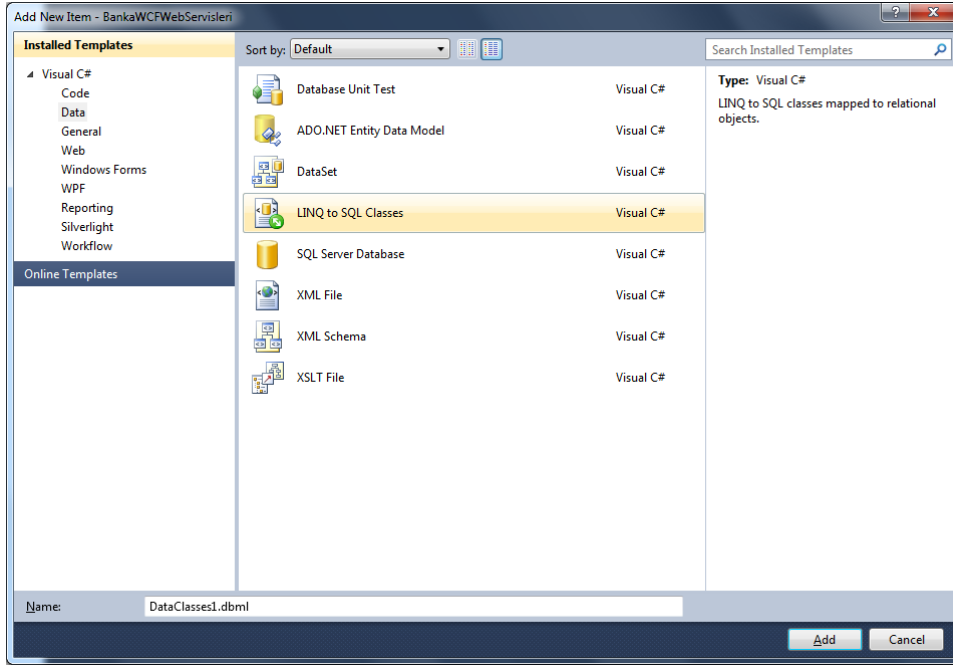 Add New Item - BankaWCFWebServisleri
Installed Templates
Visual C#
Code
Data
General
Web
Windows Forms
WPF
Reporting
Silverlight
Workflow
Online Templates
Sort by: Default
Database Unit Test Visual C#
ADO.NET Entity Data Model Visual C#
DataSet Visual C#
LINQ to SQL Classes Visual C#
SQL Server Database Visual C#
XML File Visual C#
XML Schema Visual C#
XSLT File Visual C#
Search Installed Templates
Type: Visual C#
LINQ to SQL classes mapped to relational
objects.
Name: DataClasses1.dbml
Add Cancel